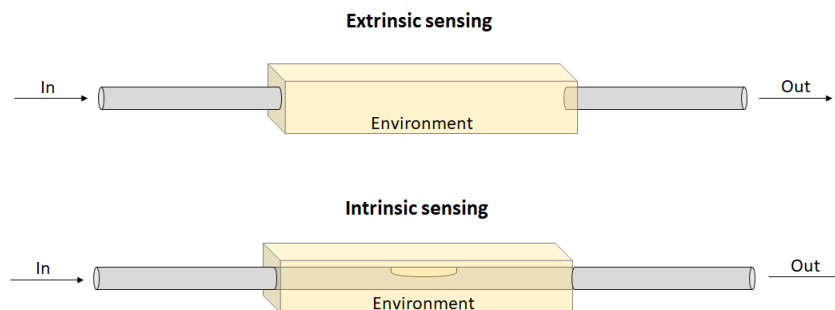 Extrinsic sensing
In
Out
Environment
Intrinsic sensing
In
Out
Environment